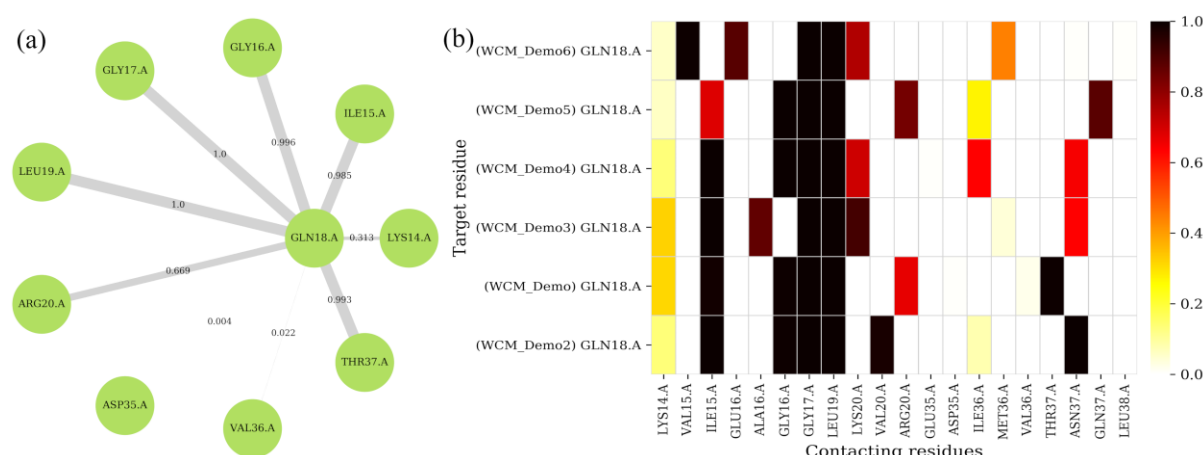 (a)
GLY16.A
GLY17.A
ILE15.A
0.996
1.0
0.985
LEU19.A
1.0
GLN18.A
0.313
LYS14.A
0.669
0.993
ARG20.A
0.004
0.022
THR37.A
ASP35.A
VAL36.A
(b)
Target residue
(WCM_Demo6) GLN18.A
(WCM_Demo5) GLN18.A
(WCM_Demo4) GLN18.A
(WCM_Demo3) GLN18.A
(WCM_Demo) GLN18.A
(WCM_Demo2) GLN18.A
LYS14.A
VAL15.A
ILE15.A
GLU16.A
ALA16.A
GLY16.A
GLY17.A
LEU19.A
LYS20.A
VAL20.A
ARG20.A
GLU35.A
ASP35.A
ILE36.A
MET36.A
VAL36.A
THR37.A
ASN37.A
GLN37.A
LEU38.A
Contacting residues
1.0
0.8
0.6
0.4
0.2
0.0